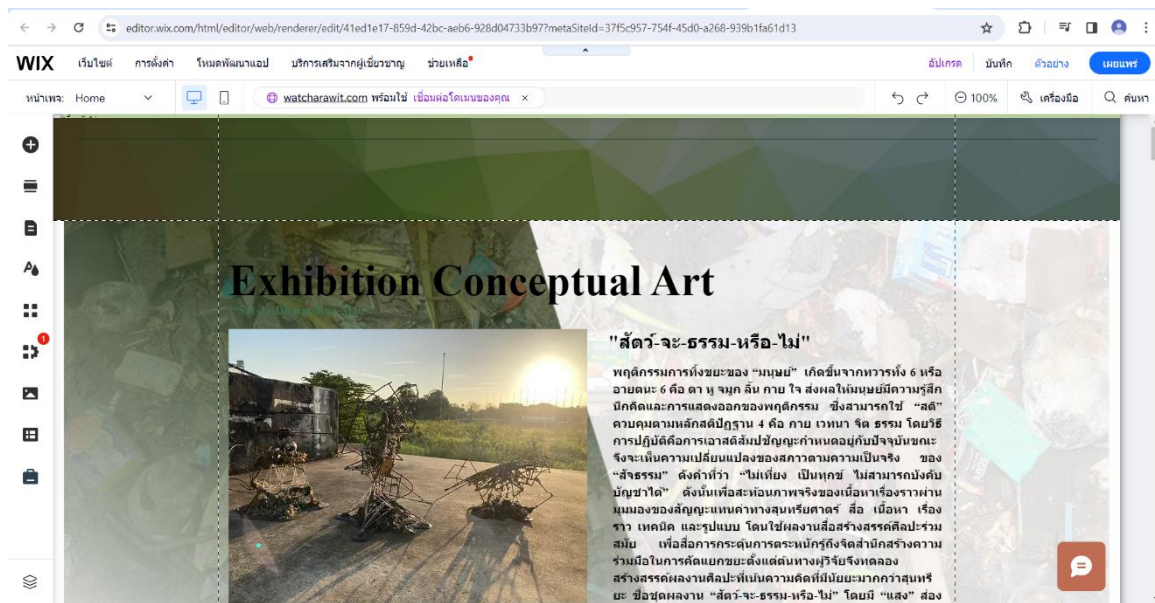 editor.wix.com/html/editor/web/renderer/edit/41ed1e17-859d-42bc-aeb6-928d04733b97?metaSiteId=37f5c957-754f-45d0-a268-939b1fa61d13
WIX เว็บไซต์ การตั้งค่า โหมดพัฒนาแอป บริการเสริมจากผู้เชี่ยวชาญ ช่วยเหลือ อัปเกรด บันทึก ตัวอย่าง เผยแพร่
หน้าเพจ: Home watcharawit.com พร้อมใช้ เชื่อมต่อโดเมนของคุณ × 100% เครื่องมือ ค้นหา
1
Exhibition Conceptual Art
"สัตว์-จะ-ธรรม-หรือ-ไม่"
พฤติกรรมการทิ้งขยะของ “มนุษย์” เกิดขึ้นจากทวารทั้ง 6 หรือ
อายตนะ 6 คือ ตา หู จมูก ลิ้น กาย ใจ ส่งผลให้มนุษย์มีความรู้สึก
นึกคิดและการแสดงออกของพฤติกรรม ซึ่งสามารถใช้ “สติ”
ควบคุมตามหลักสติปัฏฐาน 4 คือ กาย เวทนา จิต ธรรม โดยวิธี
การปฏิบัติคือการเอาสติสัมปชัญญะกำหนดอยู่กับปัจจุบันขณะ
จึงจะเห็นความเปลี่ยนแปลงของสภาวตามความเป็นจริง ของ
“สัจธรรม” ดังคำที่ว่า “ไม่เที่ยง เป็นทุกข์ ไม่สามารถบังคับ
บัญชาได้” ดังนั้นเพื่อสะท้อนภาพจริงของเนื้อหาเรื่องราวผ่าน
มุมมองของสัญญะแทนค่าทางสุนทรียศาตร์ สื่อ เนื้อหา เรื่อง
ราว เทคนิค และรูปแบบ โดนใช้ผลงานสื่อสร้างสรรค์ศิลปะร่วม
สมัย เพื่อสื่อการกระตุ้นการตระหนักรู้ถึงจิตสำนึกสร้างความ
ร่วมมือในการคัดแยกขยะตั้งแต่ต้นทางผู้วิจัยจึงทดลอง
สร้างสรรค์ผลงานศิลปะที่เน้นความคิดที่มีนัยยะมากกว่าสุนทรี
ยะ ชื่อชุดผลงาน “สัตว์-จะ-ธรรม-หรือ-ไม่” โดยมี “แสง” ส่อง